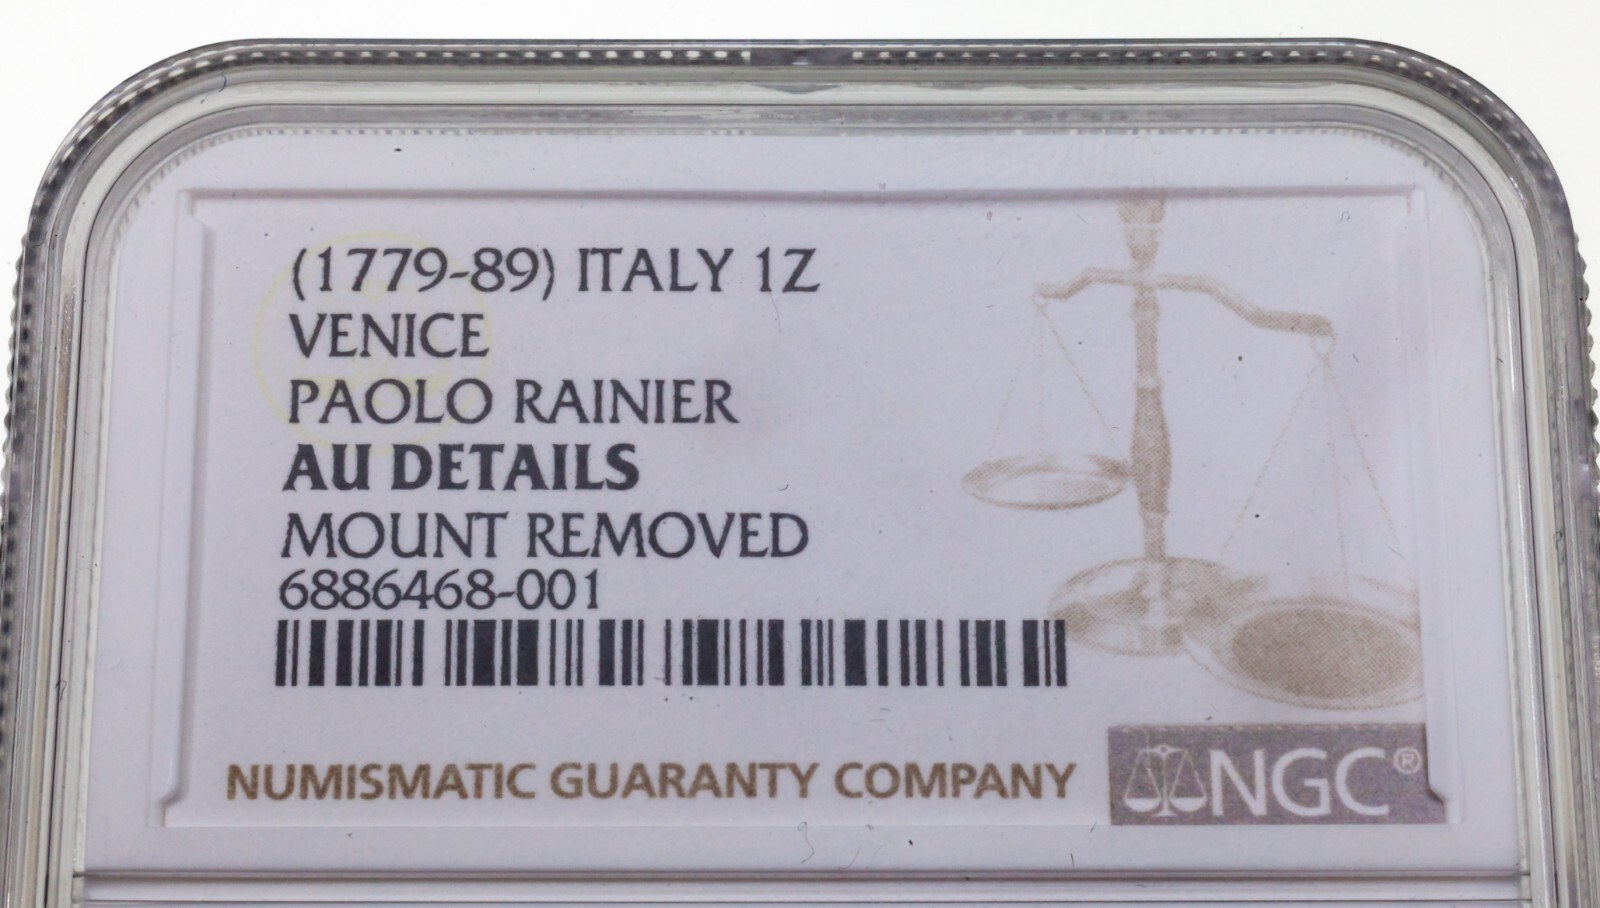 (1779-89) ITALY 1Z
VENICE
PAOLO RAINIER
AU DETAILS
MOUNT REMOVED
6886468-001
NUMISMATIC GUARANTY COMPANY
NGC®